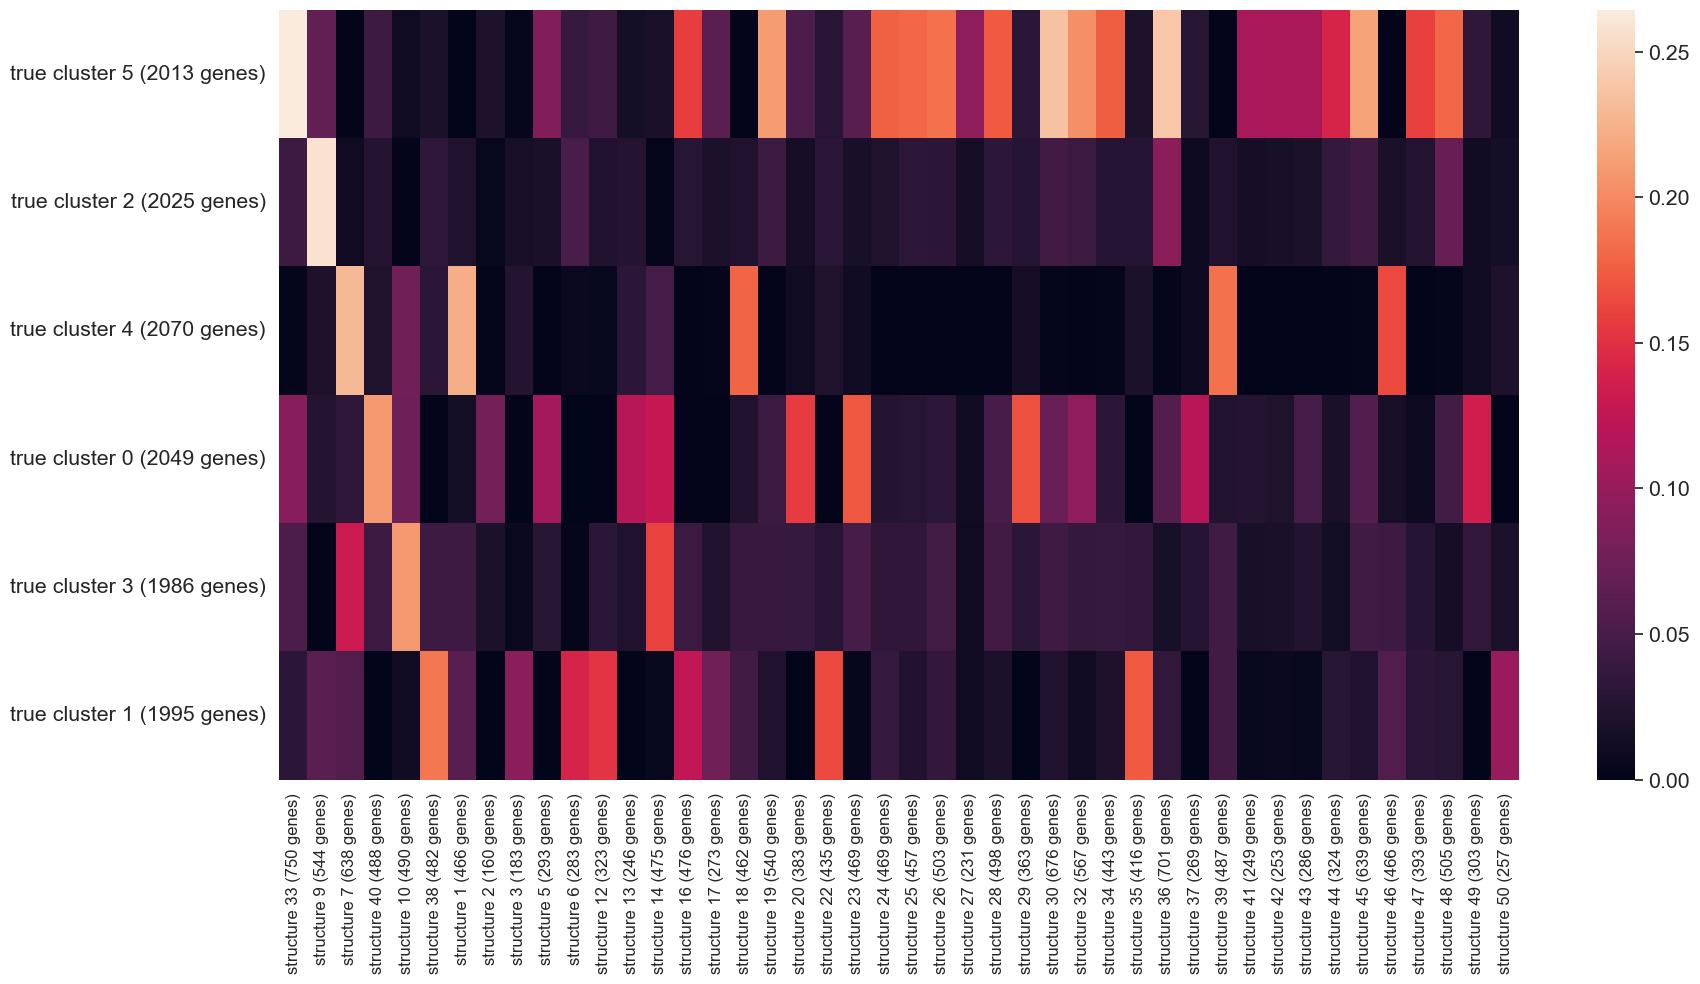 true cluster 5 (2013 genes)
true cluster 2 (2025 genes)
true cluster 4 (2070 genes)
true cluster 0 (2049 genes)
true cluster 3 (1986 genes)
true cluster 1 (1995 genes)
structure 33 (750 genes)
structure 9 (544 genes)
structure 7 (638 genes)
structure 40 (488 genes)
structure 10 (490 genes)
structure 38 (482 genes)
structure 1 (466 genes)
structure 2 (160 genes)
structure 3 (183 genes)
structure 5 (293 genes)
structure 6 (283 genes)
structure 12 (323 genes)
structure 13 (246 genes)
structure 14 (475 genes)
structure 16 (476 genes)
structure 17 (273 genes)
structure 18 (462 genes)
structure 19 (540 genes)
structure 20 (383 genes)
structure 22 (435 genes)
structure 23 (469 genes)
structure 24 (469 genes)
structure 25 (457 genes)
structure 26 (503 genes)
structure 27 (231 genes)
structure 28 (498 genes)
structure 29 (363 genes)
structure 30 (676 genes)
structure 32 (567 genes)
structure 34 (443 genes)
structure 35 (416 genes)
structure 36 (701 genes)
structure 37 (269 genes)
structure 39 (487 genes)
structure 41 (249 genes)
structure 42 (253 genes)
structure 43 (286 genes)
structure 44 (324 genes)
structure 45 (639 genes)
structure 46 (466 genes)
structure 47 (393 genes)
structure 48 (505 genes)
structure 49 (303 genes)
structure 50 (257 genes)
0.25
0.20
0.15
0.10
0.05
0.00